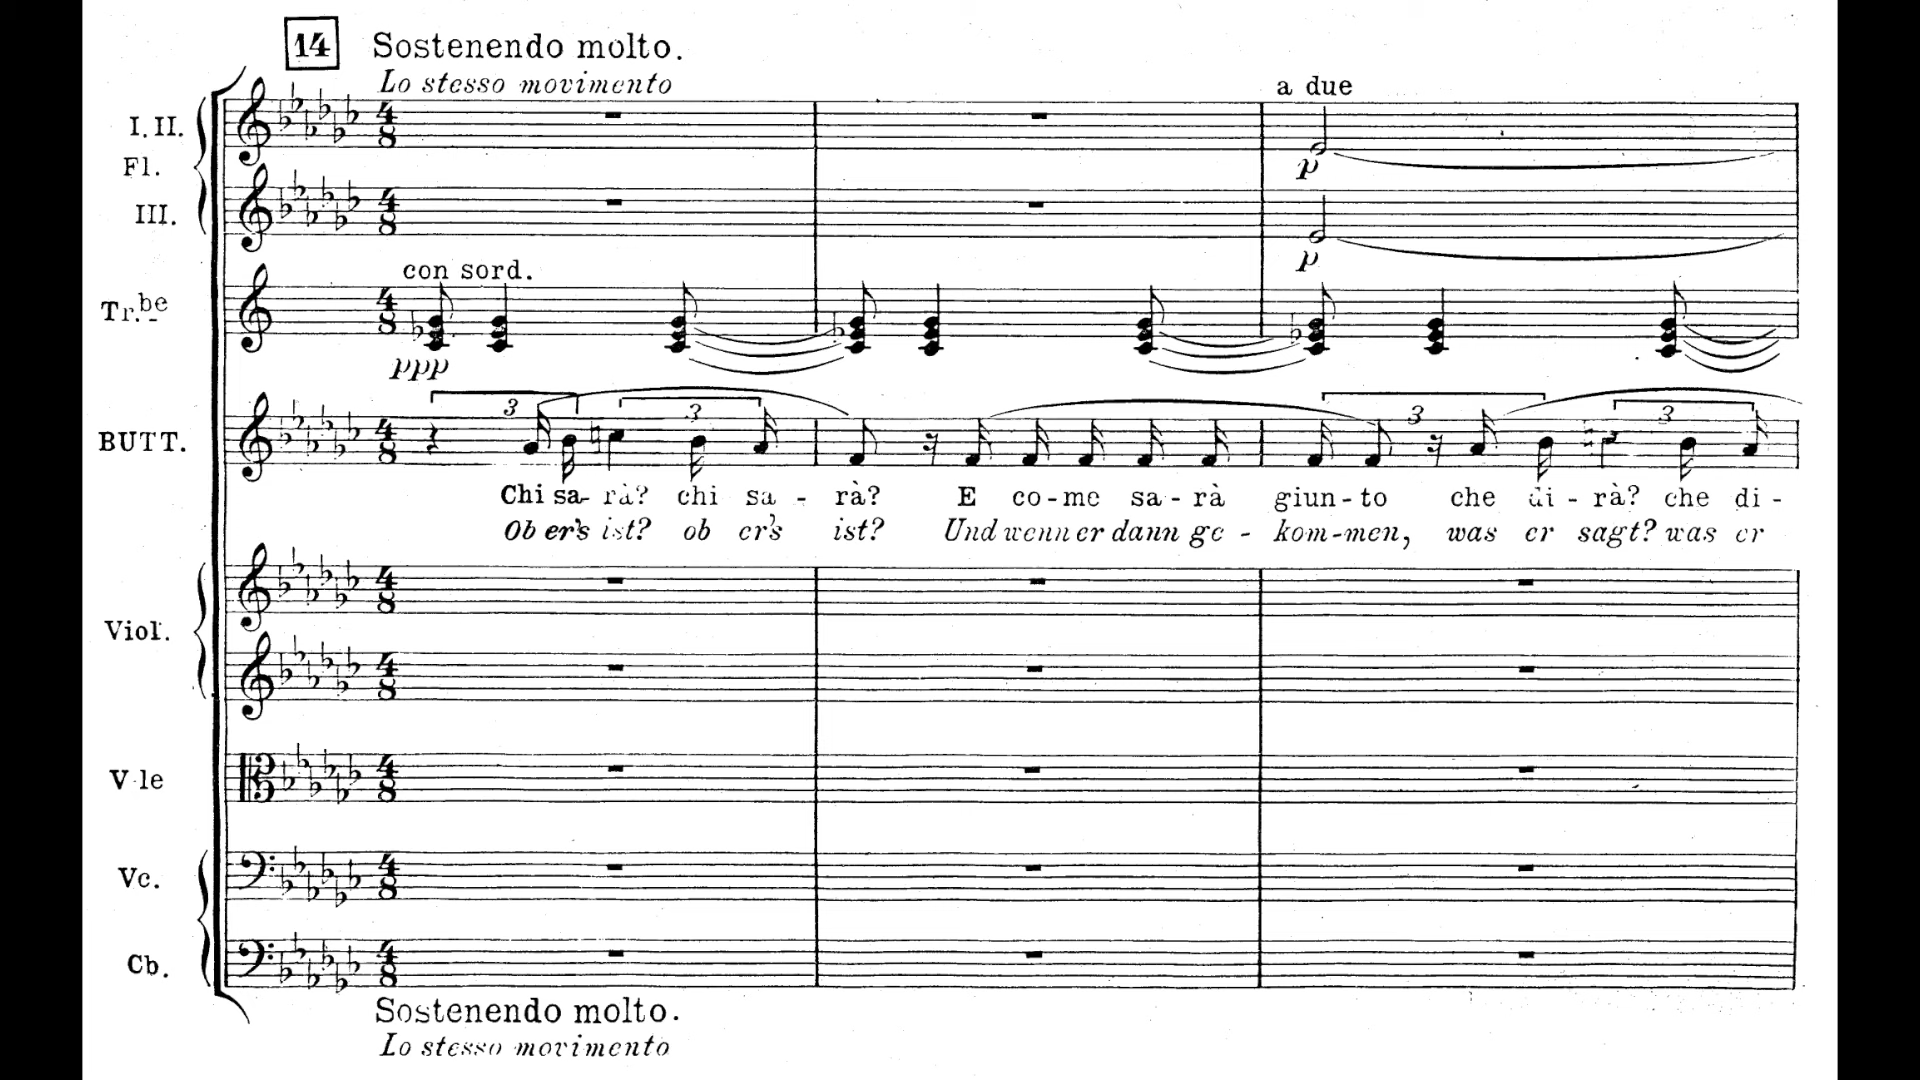 14 Sostenendo molto.
Lo stesso movimento
a due
I. II.
Fl.
p
III.
p
con sord.
Tr.be
ppp
3 3 3 3
BUTT.
Chi sa- rà? chi sa - rà? E co-me sa-rà giun-to che di - rà? che di -
Ob er's ist? ob er's ist? Und wenn er dann ge - kom-men, was er sagt? was er
Viol.
V-le
Vc.
Cb.
Sostenendo molto.
Lo stesso movimento